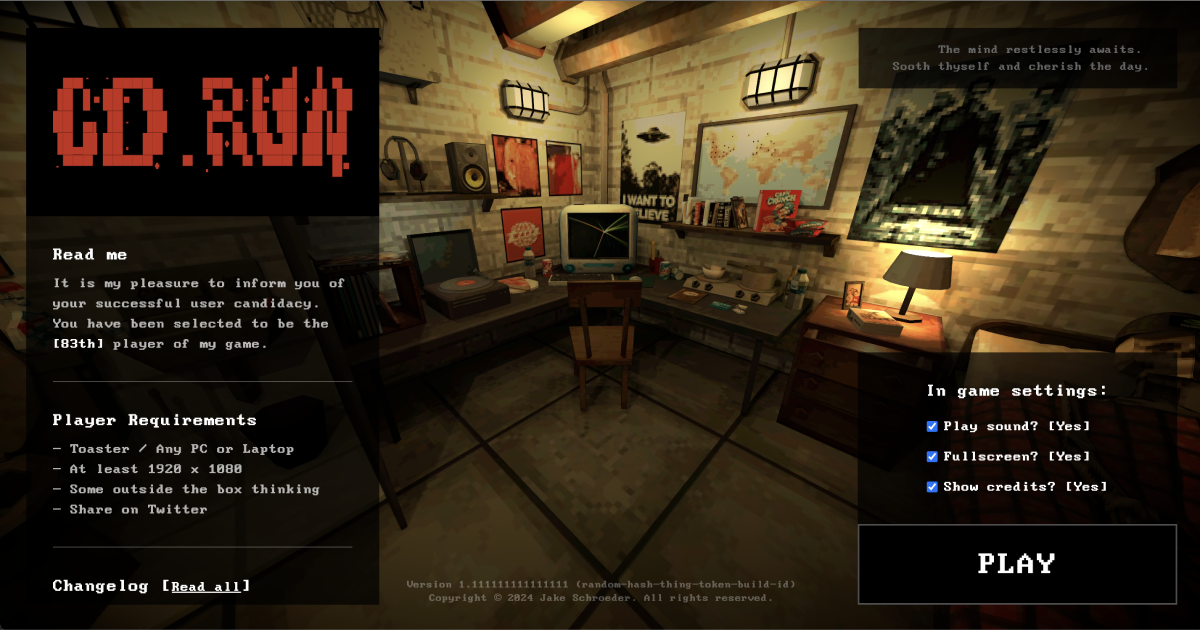 CD.RUN
Read me
It is my pleasure to inform you of
your successful user candidacy.
You have been selected to be the
[83th] player of my game.
Player Requirements
- Toaster / Any PC or Laptop
- At least 1920 x 1080
- Some outside the box thinking
- Share on Twitter
Changelog [Read all]
I WANT TO
ELIEVE
CRUNCH
Version 1.111111111111111 (random-hash-thing-token-build-id)
Copyright © 2024 Jake Schroeder. All rights reserved.
The mind restlessly awaits.
Sooth thyself and cherish the day.
In game settings:
Play sound? [Yes]
Fullscreen? [Yes]
Show credits? [Yes]
PLAY